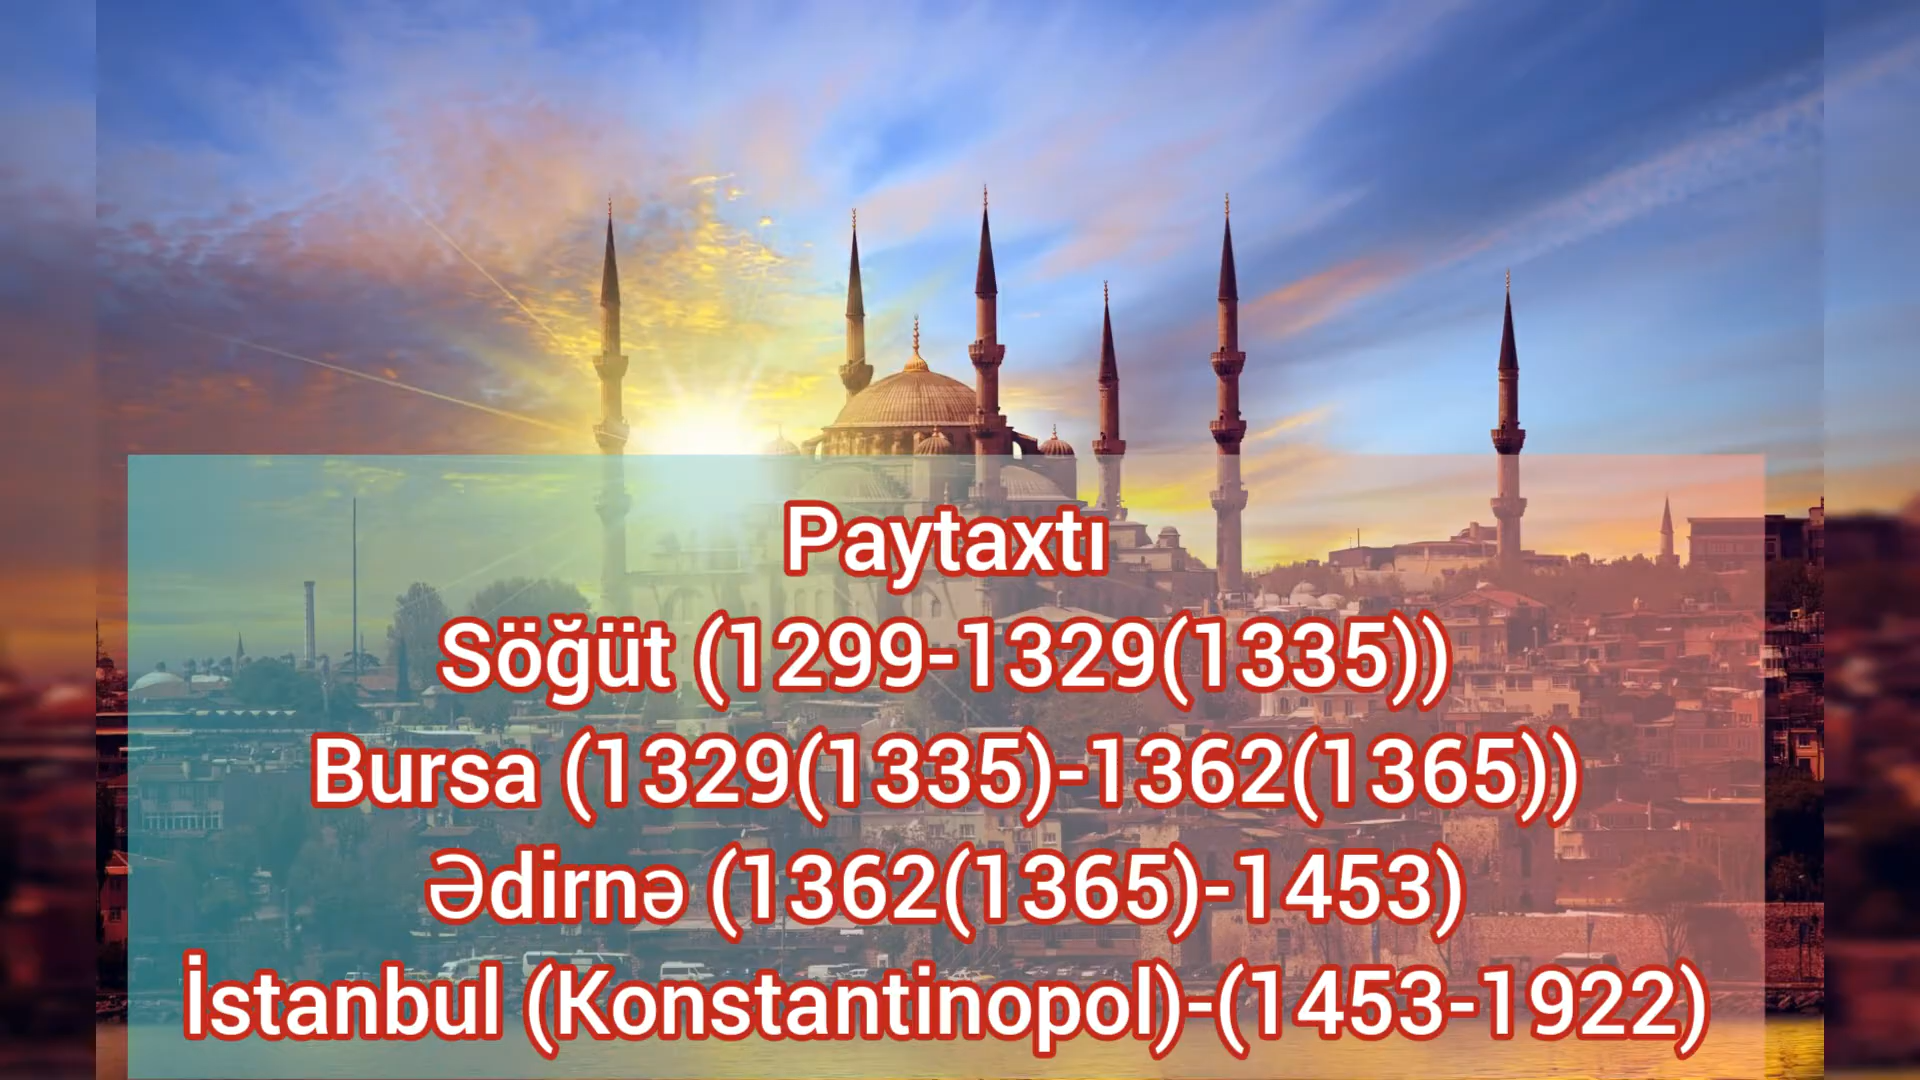 Paytaxtı
Söğüt (1299-1329(1335))
Bursa (1329(1335)-1362(1365))
Ədirnə (1362(1365)-1453)
İstanbul (Konstantinopol)-(1453-1922)